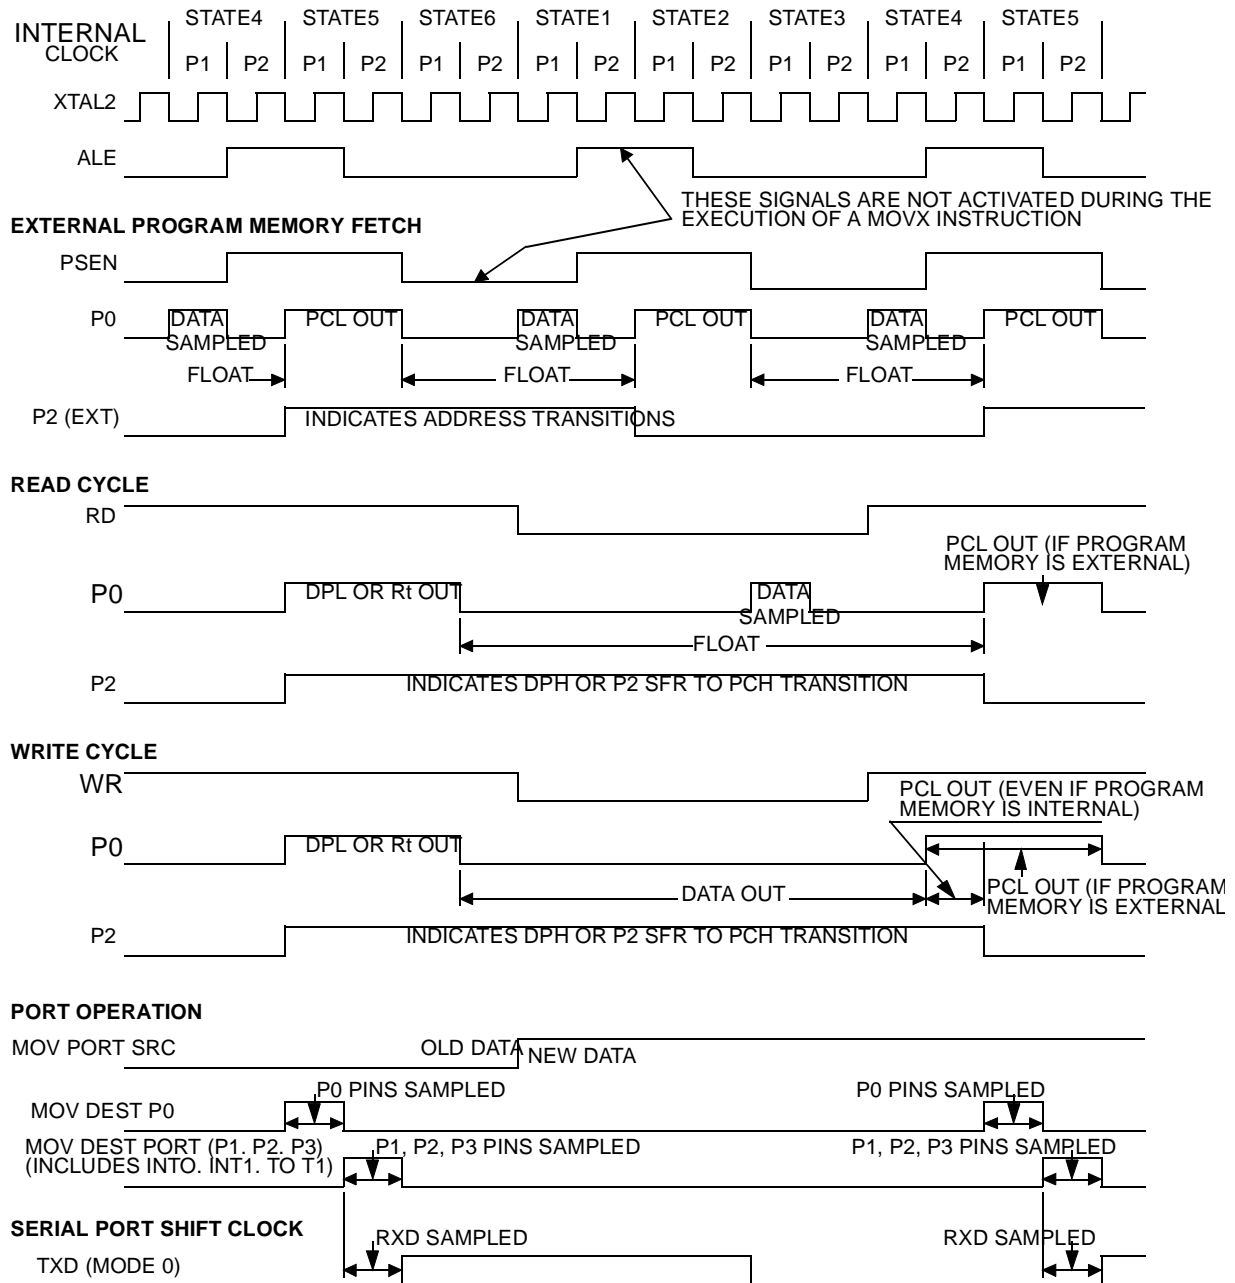 INTERNAL
CLOCK
STATE4 STATE5 STATE6 STATE1 STATE2 STATE3 STATE4 STATE5
P1 P2 P1 P2 P1 P2 P1 P2 P1 P2 P1 P2 P1 P2 P1 P2
XTAL2
ALE
THESE SIGNALS ARE NOT ACTIVATED DURING THE
EXECUTION OF A MOVX INSTRUCTION
EXTERNAL PROGRAM MEMORY FETCH
PSEN
P0 DATA PCL OUT DATA PCL OUT DATA PCL OUT
SAMPLED SAMPLED SAMPLED
FLOAT FLOAT FLOAT
P2 (EXT) INDICATES ADDRESS TRANSITIONS
READ CYCLE
RD
PCL OUT (IF PROGRAM
MEMORY IS EXTERNAL)
P0 DPL OR Rt OUT DATA
SAMPLED
FLOAT
P2 INDICATES DPH OR P2 SFR TO PCH TRANSITION
WRITE CYCLE
WR
PCL OUT (EVEN IF PROGRAM
MEMORY IS INTERNAL)
P0 DPL OR Rt OUT
DATA OUT
PCL OUT (IF PROGRAM
MEMORY IS EXTERNAL
P2 INDICATES DPH OR P2 SFR TO PCH TRANSITION
PORT OPERATION
MOV PORT SRC OLD DATA NEW DATA
P0 PINS SAMPLED P0 PINS SAMPLED
MOV DEST P0
MOV DEST PORT (P1. P2. P3) P1, P2, P3 PINS SAMPLED P1, P2, P3 PINS SAMPLED
(INCLUDES INTO. INT1. TO T1)
SERIAL PORT SHIFT CLOCK
RXD SAMPLED RXD SAMPLED
TXD (MODE 0)